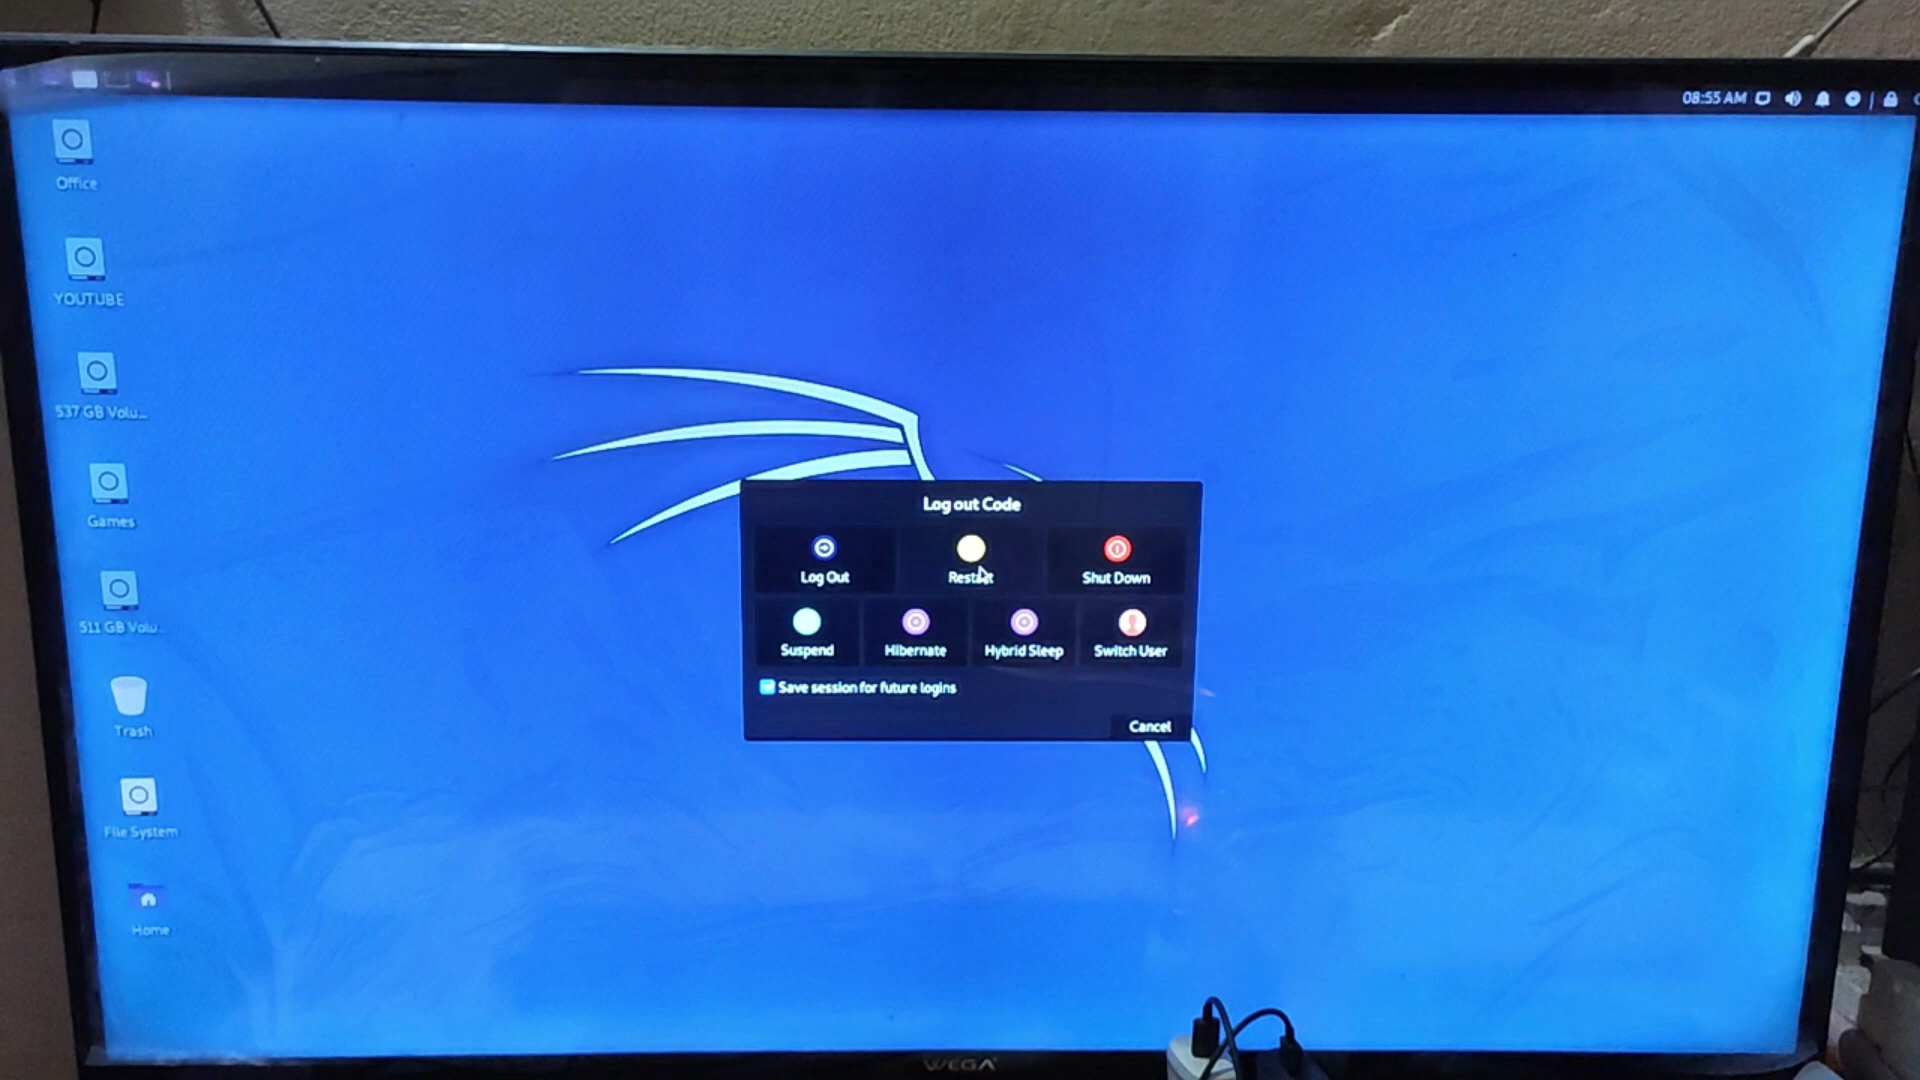 08:55 AM
Office
YOUTUBE
537 GB Volu...
Games
511 GB Volu...
Trash
File System
Home
Log out Code
Log Out
Restart
Shut Down
Suspend
Hibernate
Hybrid Sleep
Switch User
Save session for future logins
Cancel
WEGA